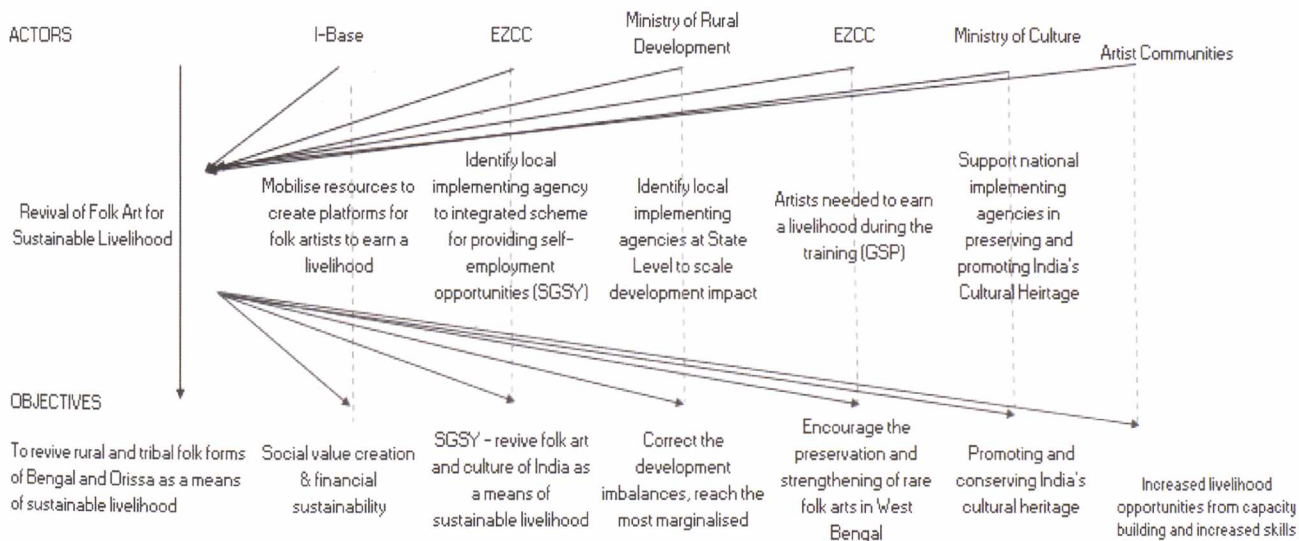 ACTORS
I-Base
EZCC
Ministry of Rural
Development
EZCC
Ministry of Culture
Artist Communities
Revival of Folk Art for
Sustainable Livelihood
Mobilise resources to
create platforms for
folk artists to earn a
livelihood
Identify local
implementing agency
to integrated scheme
for providing self-
employment
opportunities (SGSY)
Identify local
implementing
agencies at State
Level to scale
development impact
Artists needed to earn
a livelihood during the
training (GSP)
Support national
implementing
agencies in
preserving and
promoting India's
Cultural Heirtage
OBJECTIVES
To revive rural and tribal folk forms
of Bengal and Orissa as a means
of sustainable livelihood
Social value creation
& financial
sustainability
SGSY - revive folk art
and culture of India as
a means of
sustainable livelihood
Correct the
development
imbalances, reach the
most marginalised
Encourage the
preservation and
strengthening of rare
folk arts in West
Bengal
Promoting and
conserving India's
cultural heritage
Increased livelihood
opportunities from capacity
building and increased skills